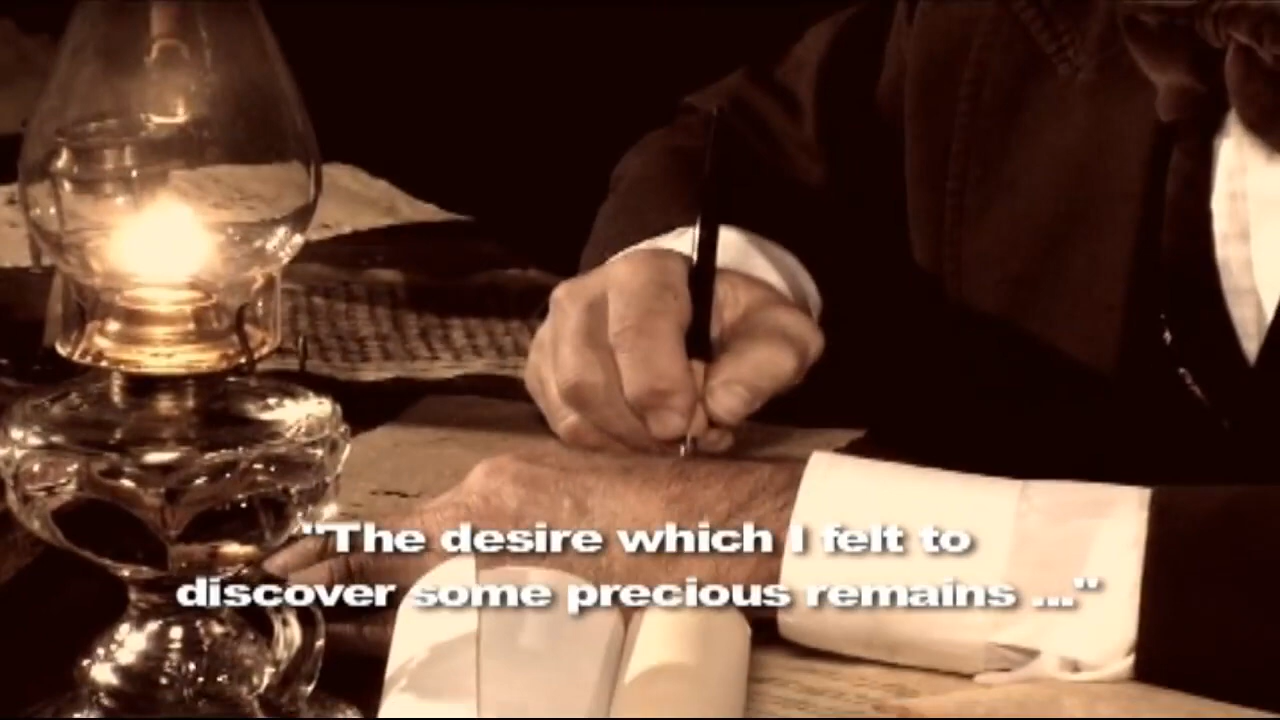 "The desire which I felt to
discover some precious remains ..."